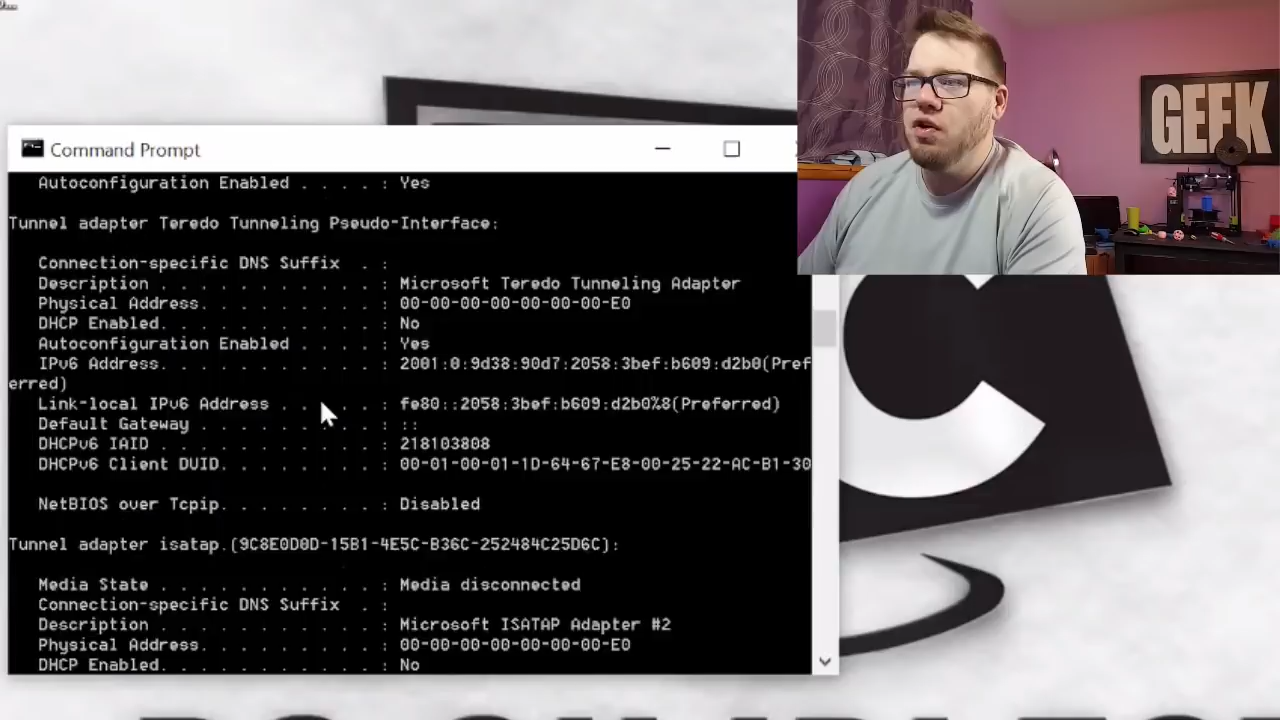 GEEK
Command Prompt
Autoconfiguration Enabled . . . . : Yes
Tunnel adapter Teredo Tunneling Pseudo-Interface:
Connection-specific DNS Suffix . :
Description . . . . . . . . . . . : Microsoft Teredo Tunneling Adapter
Physical Address. . . . . . . . . : 00-00-00-00-00-00-00-E0
DHCP Enabled. . . . . . . . . . . : No
Autoconfiguration Enabled . . . . : Yes
IPv6 Address. . . . . . . . . . . : 2001:0:9d38:90d7:2058:3bef:b609:d2b0(Pref
erred)
Link-local IPv6 Address . . . . . : fe80::2058:3bef:b609:d2b0%8(Preferred)
Default Gateway . . . . . . . . . : ::
DHCPv6 IAID . . . . . . . . . . . : 218103808
DHCPv6 Client DUID. . . . . . . . : 00-01-00-01-1D-64-67-E8-00-25-22-AC-B1-30
NetBIOS over Tcpip. . . . . . . . : Disabled
Tunnel adapter isatap.{9C8E0D0D-15B1-4E5C-B36C-252484C25D6C}:
Media State . . . . . . . . . . . : Media disconnected
Connection-specific DNS Suffix . :
Description . . . . . . . . . . . : Microsoft ISATAP Adapter #2
Physical Address. . . . . . . . . : 00-00-00-00-00-00-00-E0
DHCP Enabled. . . . . . . . . . . : No